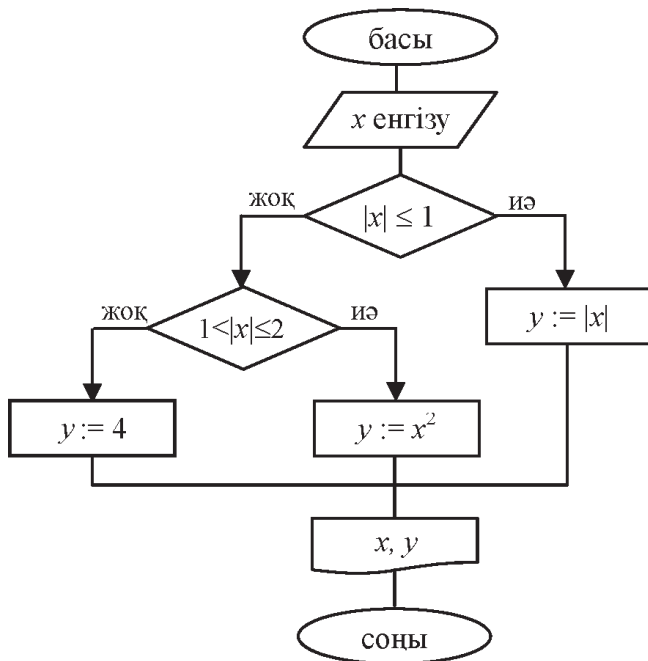 басы
x енгізу
|x| ≤ 1
жоқ
иә
1<|x|≤2
жоқ
иә
y := |x|
y := 4
y := x²
x, y
соңы